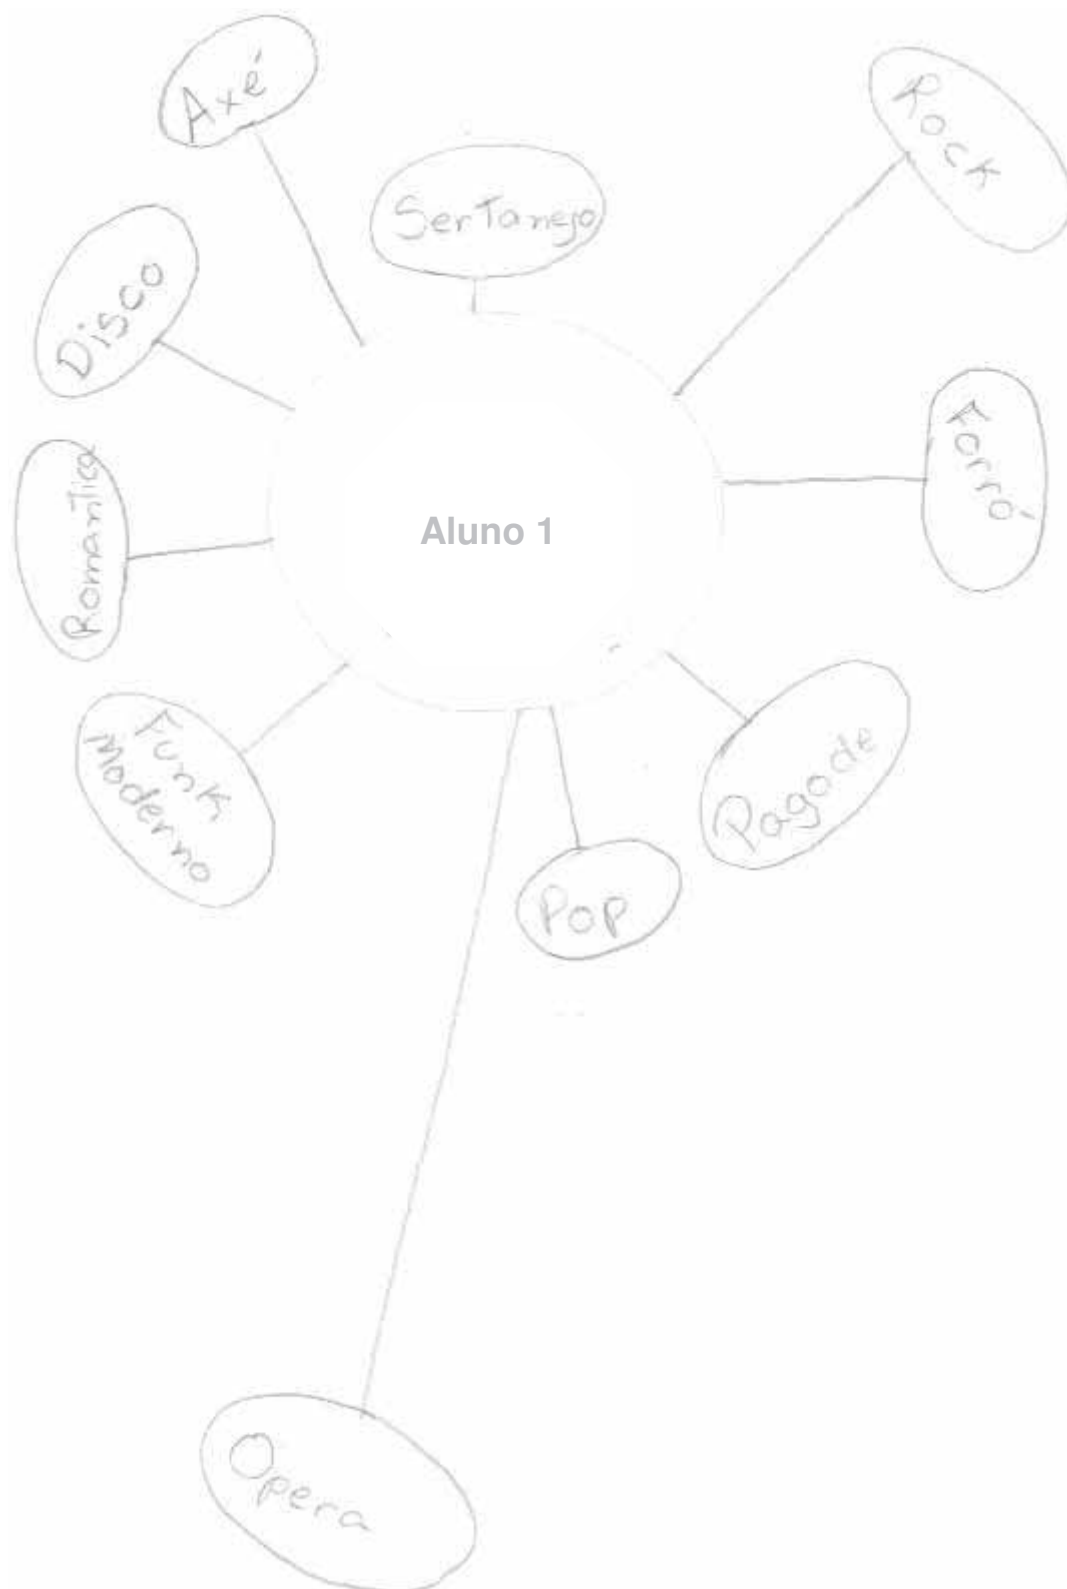 Axé
Rock
Sertanejo
Disco
Forró
Romantica
Aluno 1
Funk
Moderno
Pagode
Pop
Opera